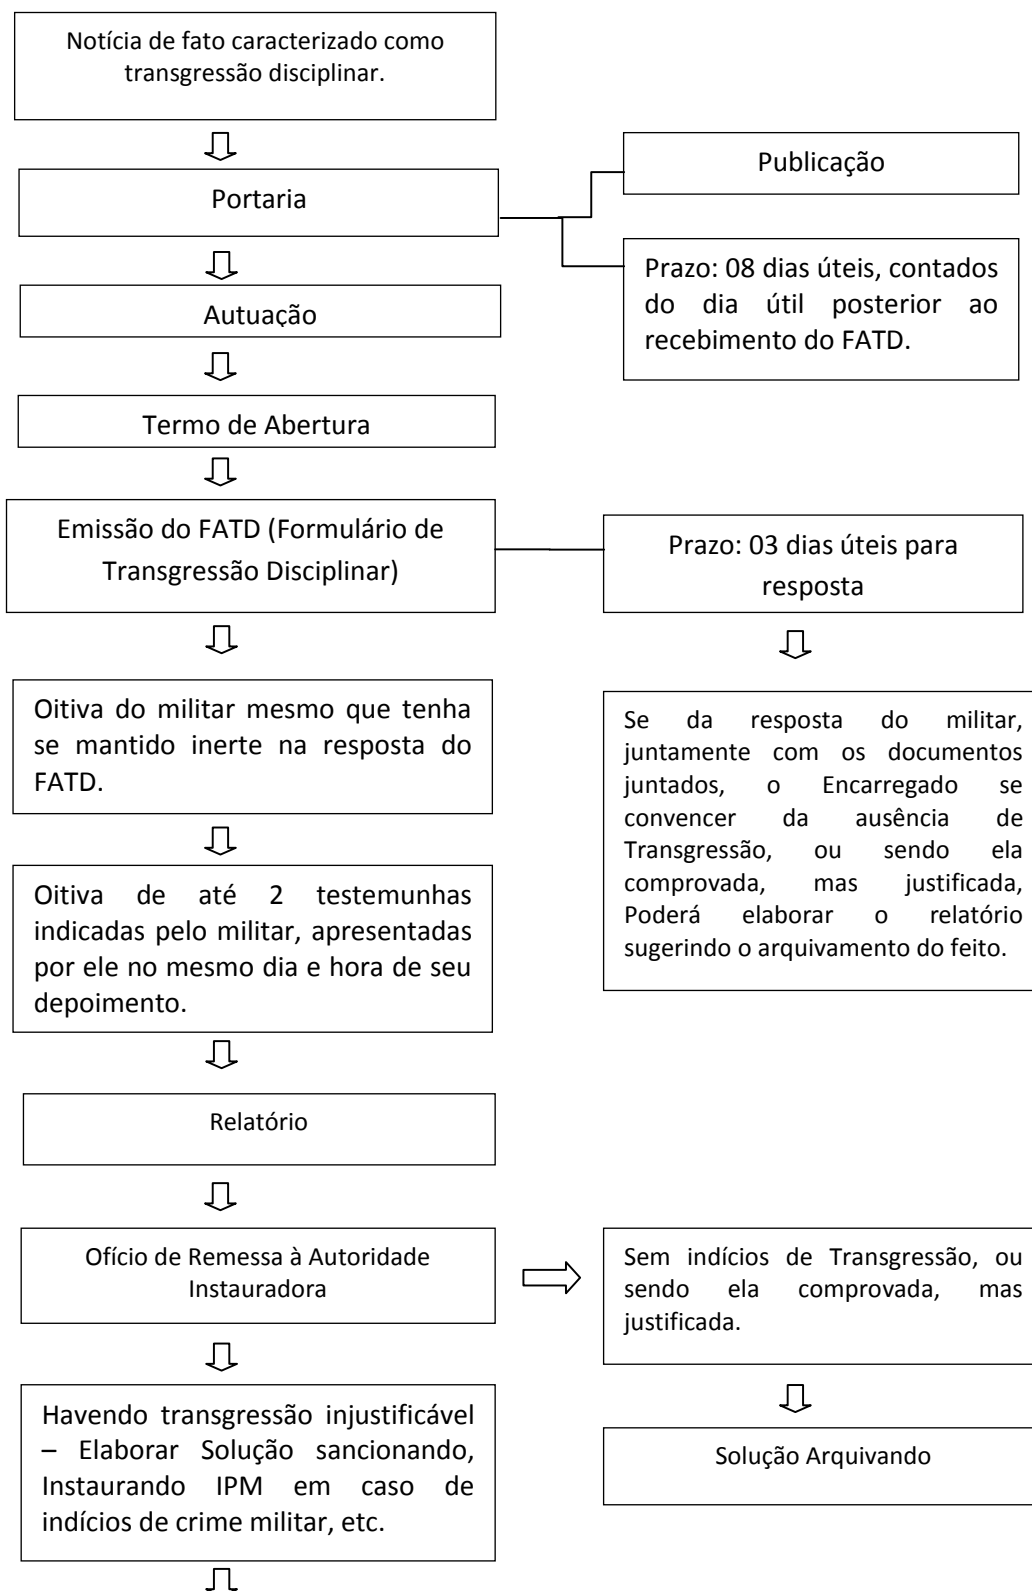 Notícia de fato caracterizado como
transgressão disciplinar.
Portaria
Publicação
Prazo: 08 dias úteis, contados
do dia útil posterior ao
recebimento do FATD.
Autuação
Termo de Abertura
Emissão do FATD (Formulário de
Transgressão Disciplinar)
Prazo: 03 dias úteis para
resposta
Oitiva do militar mesmo que tenha
se mantido inerte na resposta do
FATD.
Se da resposta do militar,
juntamente com os documentos
juntados, o Encarregado se
convencer da ausência de
Transgressão, ou sendo ela
comprovada, mas justificada,
Poderá elaborar o relatório
sugerindo o arquivamento do feito.
Oitiva de até 2 testemunhas
indicadas pelo militar, apresentadas
por ele no mesmo dia e hora de seu
depoimento.
Relatório
Ofício de Remessa à Autoridade
Instauradora
Sem indícios de Transgressão, ou
sendo ela comprovada, mas
justificada.
Havendo transgressão injustificável
– Elaborar Solução sancionando,
Instaurando IPM em caso de
indícios de crime militar, etc.
Solução Arquivando